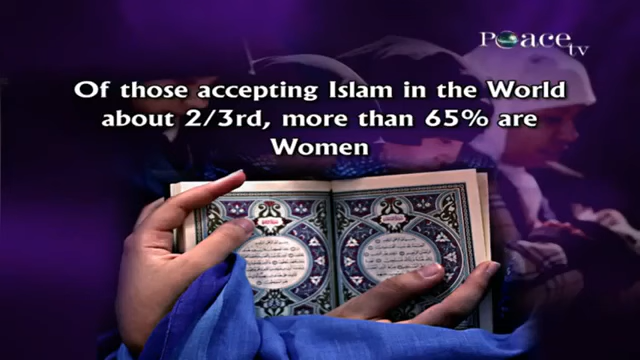 Peace tv
Of those accepting Islam in the World
about 2/3rd, more than 65% are
Women